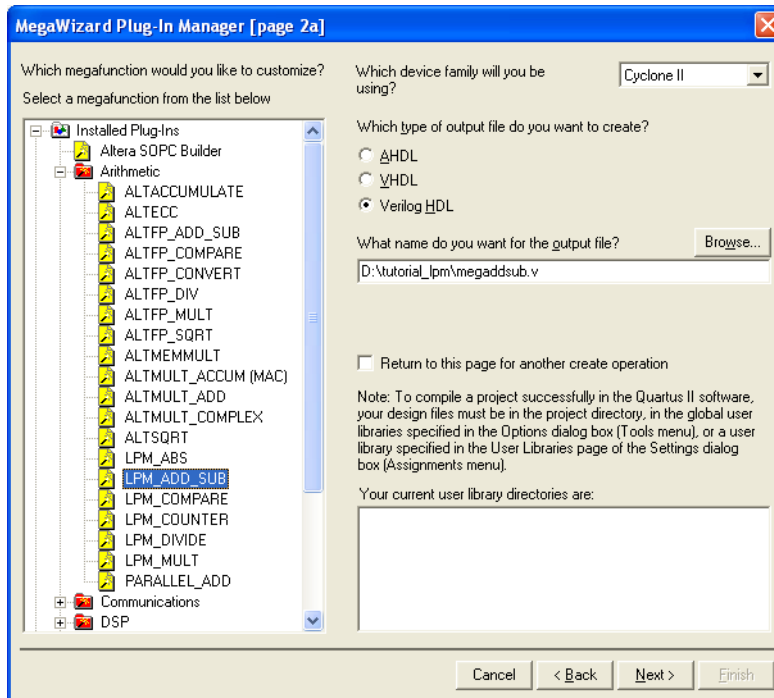 MegaWizard Plug-In Manager [page 2a]
Which megafunction would you like to customize?
Select a megafunction from the list below
Installed Plug-Ins
Altera SOPC Builder
Arithmetic
ALTACCUMULATE
ALTECC
ALTFP_ADD_SUB
ALTFP_COMPARE
ALTFP_CONVERT
ALTFP_DIV
ALTFP_MULT
ALTFP_SQRT
ALTMEMMULT
ALTMULT_ACCUM (MAC)
ALTMULT_ADD
ALTMULT_COMPLEX
ALTSQRT
LPM_ABS
LPM_ADD_SUB
LPM_COMPARE
LPM_COUNTER
LPM_DIVIDE
LPM_MULT
PARALLEL_ADD
Communications
DSP
Which device family will you be
using?
Cyclone II
Which type of output file do you want to create?
AHDL
VHDL
Verilog HDL
What name do you want for the output file?
Browse...
D:\tutorial_lpm\megaddsub.v
Return to this page for another create operation
Note: To compile a project successfully in the Quartus II software,
your design files must be in the project directory, in the global user
libraries specified in the Options dialog box (Tools menu), or a user
library specified in the User Libraries page of the Settings dialog
box (Assignments menu).
Your current user library directories are:
Cancel
< Back
Next >
Finish